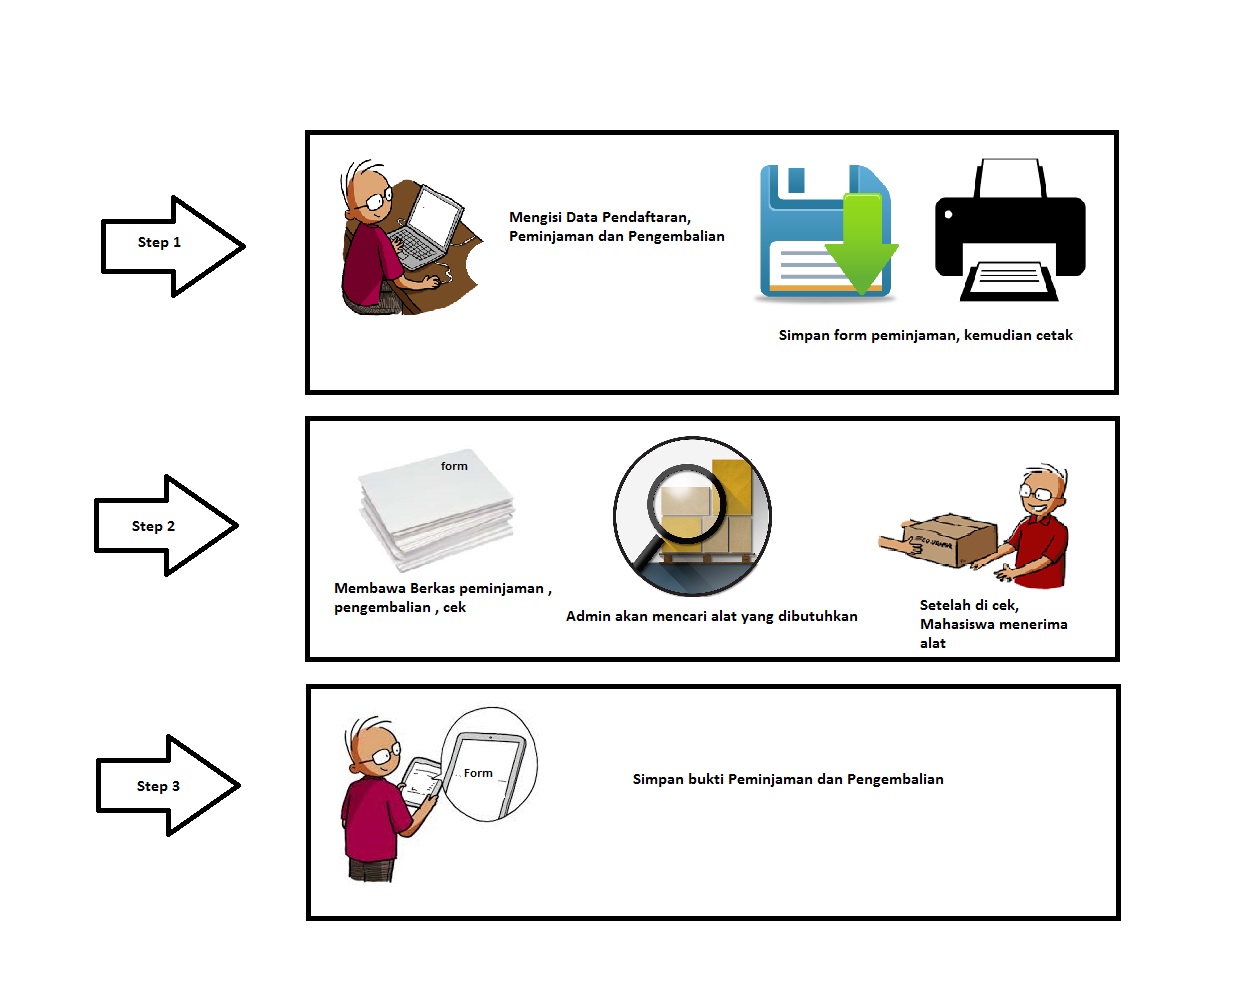 Step 1
Mengisi Data Pendaftaran,
Peminjaman dan Pengembalian
Simpan form peminjaman, kemudian cetak
Step 2
form
Membawa Berkas peminjaman ,
pengembalian , cek
Admin akan mencari alat yang dibutuhkan
Setelah di cek,
Mahasiswa menerima
alat
Step 3
Form
Simpan bukti Peminjaman dan Pengembalian